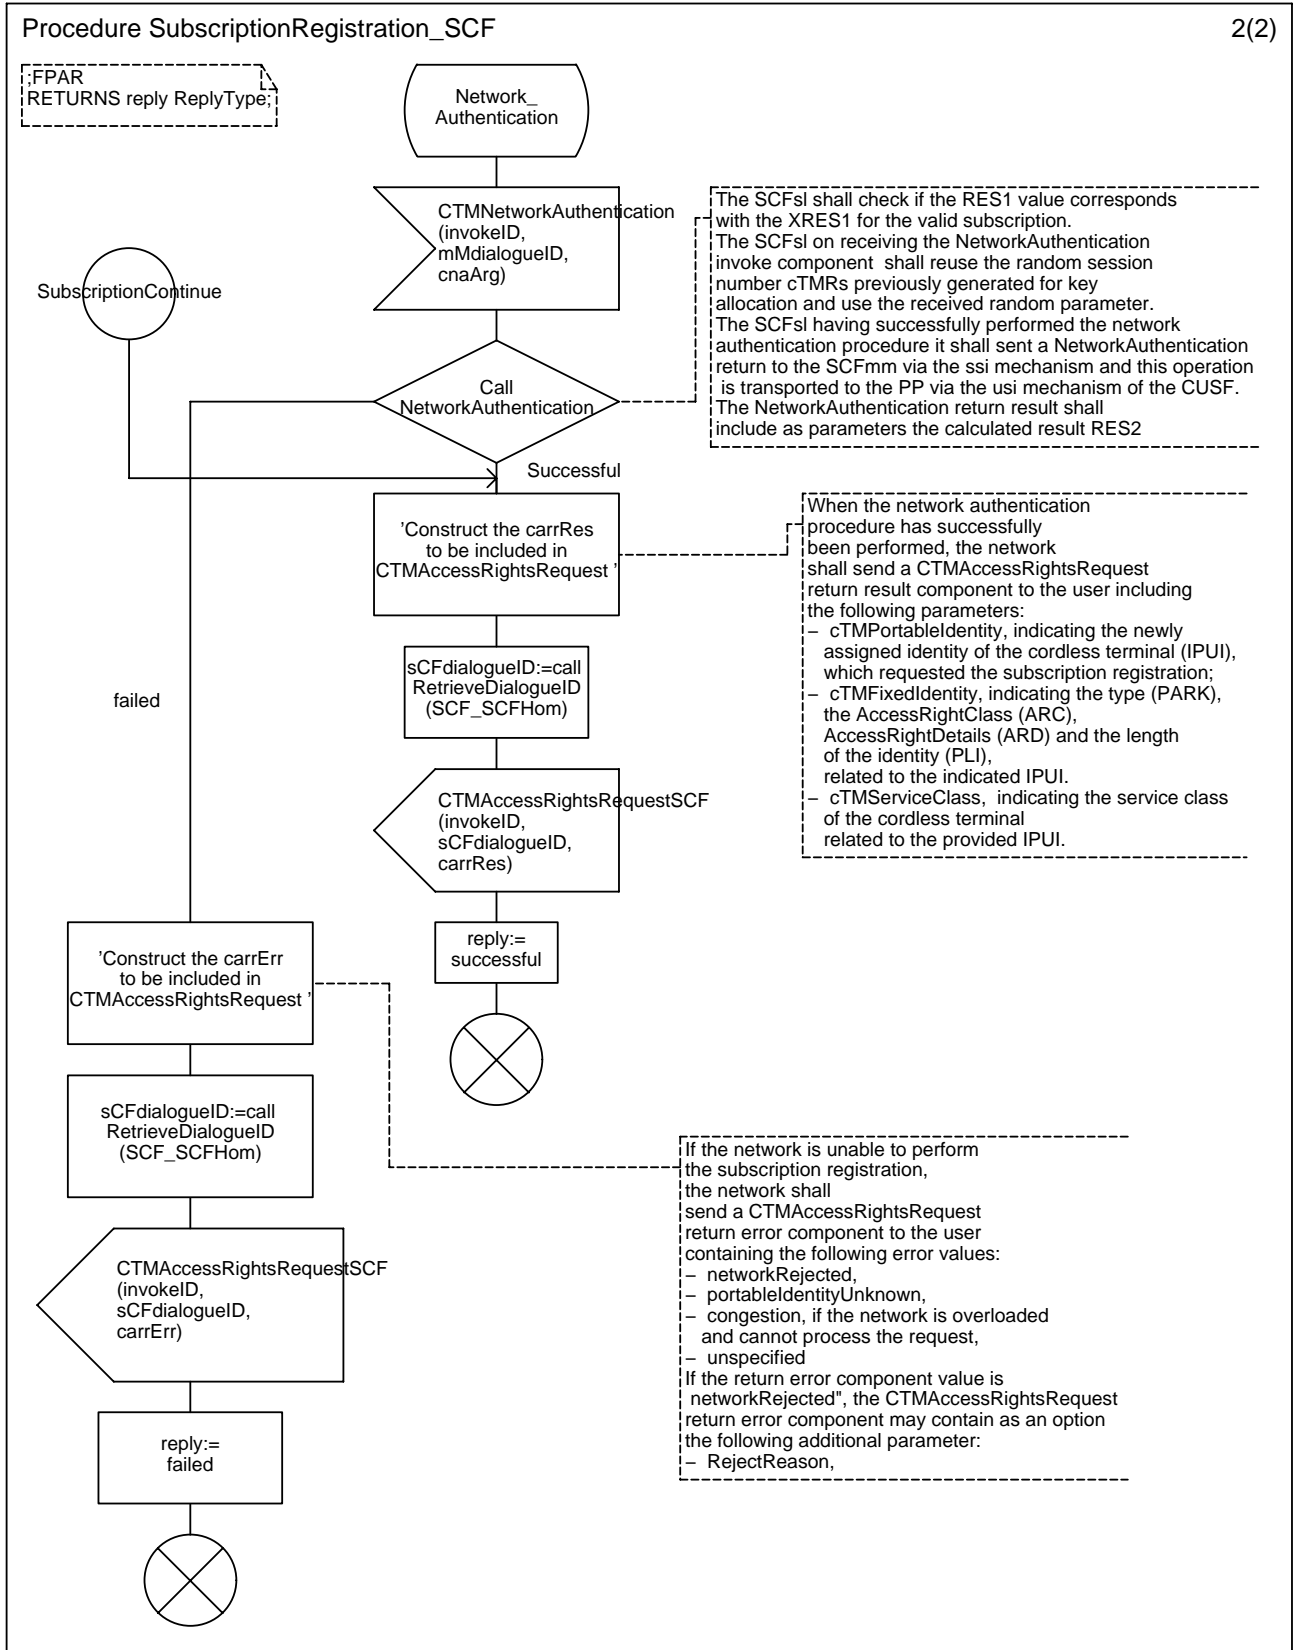 Procedure SubscriptionRegistration_SCF
2(2)
;FPAR
RETURNS reply ReplyType;
Network_
Authentication
CTMNetworkAuthentication
(invokeID,
mMdialogueID,
cnaArg)
The SCFsl shall check if the RES1 value corresponds
with the XRES1 for the valid subscription.
The SCFsl on receiving the NetworkAuthentication
invoke component  shall reuse the random session
number cTMRs previously generated for key
allocation and use the received random parameter.
The SCFsl having successfully performed the network
authentication procedure it shall sent a NetworkAuthentication
return to the SCFmm via the ssi mechanism and this operation
is transported to the PP via the usi mechanism of the CUSF.
The NetworkAuthentication return result shall
include as parameters the calculated result RES2
SubscriptionContinue
Call
NetworkAuthentication
Successful
'Construct the carrRes
to be included in
CTMAccessRightsRequest '
When the network authentication
procedure has successfully
been performed, the network
shall send a CTMAccessRightsRequest
return result component to the user including
the following parameters:
–  cTMPortableIdentity, indicating the newly
assigned identity of the cordless terminal (IPUI),
which requested the subscription registration;
–  cTMFixedIdentity, indicating the type (PARK),
the AccessRightClass (ARC),
AccessRightDetails (ARD) and the length
of the identity (PLI),
related to the indicated IPUI.
–  cTMServiceClass,  indicating the service class
of the cordless terminal
related to the provided IPUI.
sCFdialogueID:=call
RetrieveDialogueID
(SCF_SCFHom)
failed
CTMAccessRightsRequestSCF
(invokeID,
sCFdialogueID,
carrRes)
reply:=
successful
'Construct the carrErr
to be included in
CTMAccessRightsRequest '
sCFdialogueID:=call
RetrieveDialogueID
(SCF_SCFHom)
If the network is unable to perform
the subscription registration,
the network shall
send a CTMAccessRightsRequest
return error component to the user
containing the following error values:
–  networkRejected,
–  portableIdentityUnknown,
–  congestion, if the network is overloaded
and cannot process the request,
–  unspecified
If the return error component value is
networkRejected", the CTMAccessRightsRequest
return error component may contain as an option
the following additional parameter:
–  RejectReason,
CTMAccessRightsRequestSCF
(invokeID,
sCFdialogueID,
carrErr)
reply:=
failed